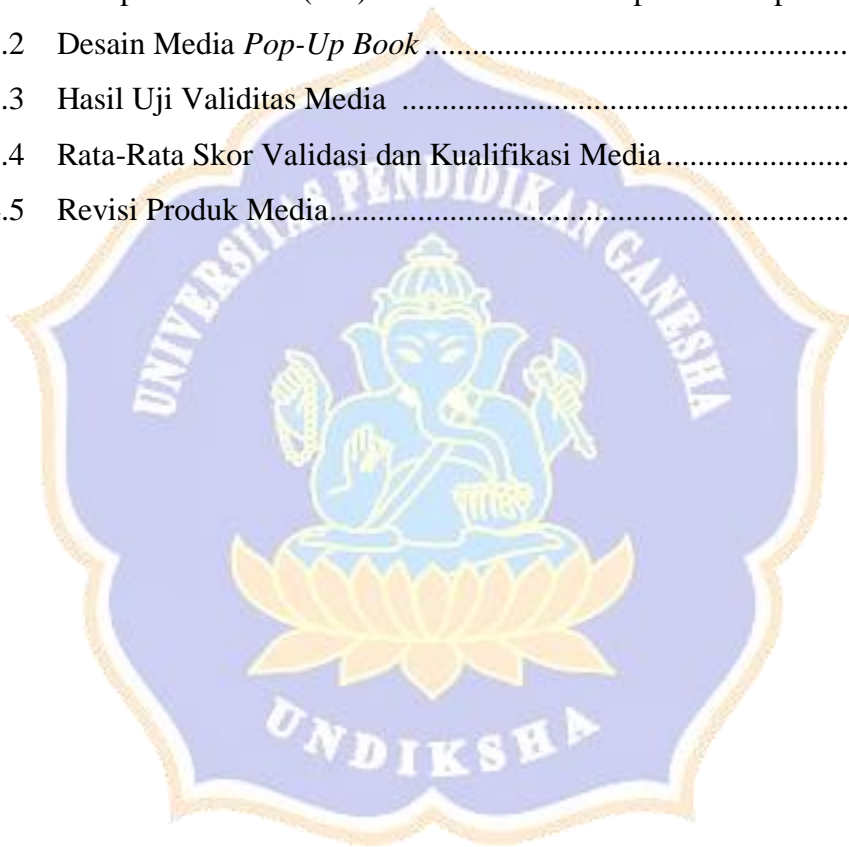 .2 Desain Media Pop-Up Book ........................................................
.3 Hasil Uji Validitas Media ........................................................
.4 Rata-Rata Skor Validasi dan Kualifikasi Media ........................
.5 Revisi Produk Media..................................................................
UNIVERSITAS PENDIDIKAN GANESHA
UNDIKSHA